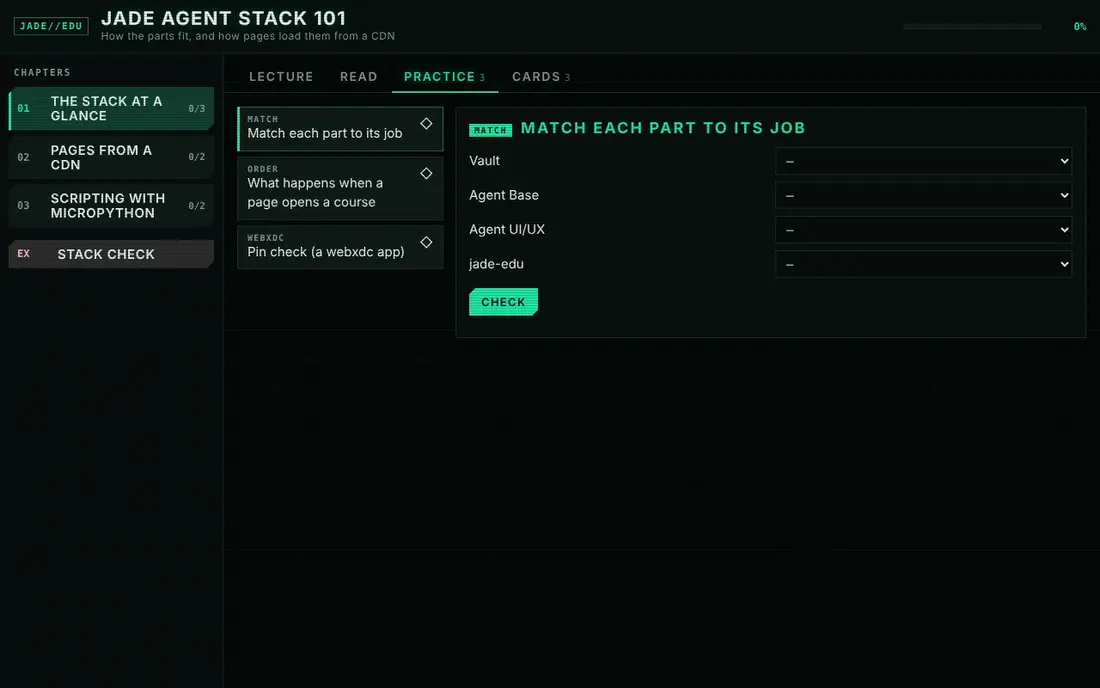 JADE//EDU
JADE AGENT STACK 101
How the parts fit, and how pages load them from a CDN
0%
CHAPTERS
01 THE STACK AT A GLANCE 0/3
02 PAGES FROM A CDN 0/2
03 SCRIPTING WITH MICROPYTHON 0/2
EX STACK CHECK
LECTURE READ PRACTICE 3 CARDS 3
MATCH
Match each part to its job
ORDER
What happens when a
page opens a course
WEBXDC
Pin check (a webxdc app)
MATCH MATCH EACH PART TO ITS JOB
Vault –
Agent Base –
Agent UI/UX –
jade-edu –
CHECK